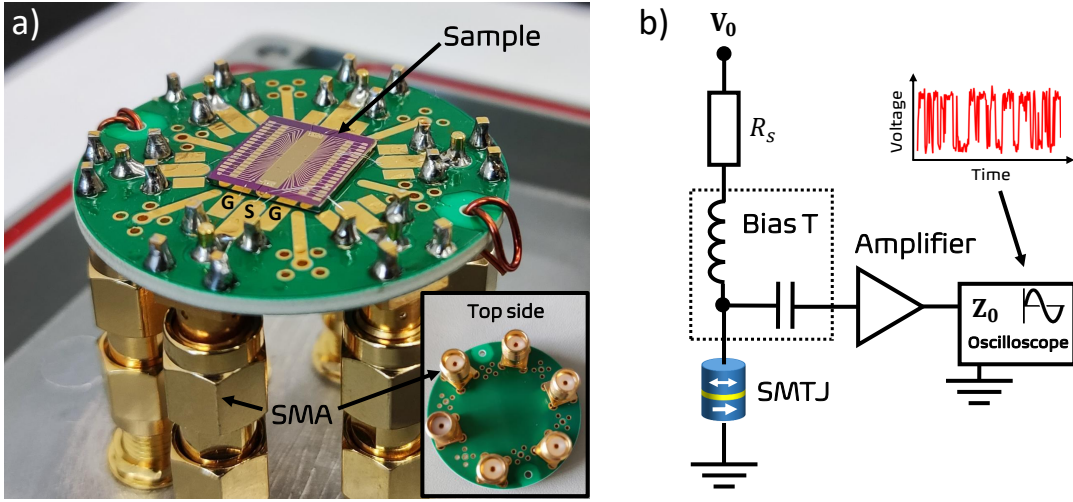 a)
Sample
G S G
Top side
SMA
b)
V₀
Rₛ
Voltage
Time
Bias T
Amplifier
Z₀
Oscilloscope
SMTJ